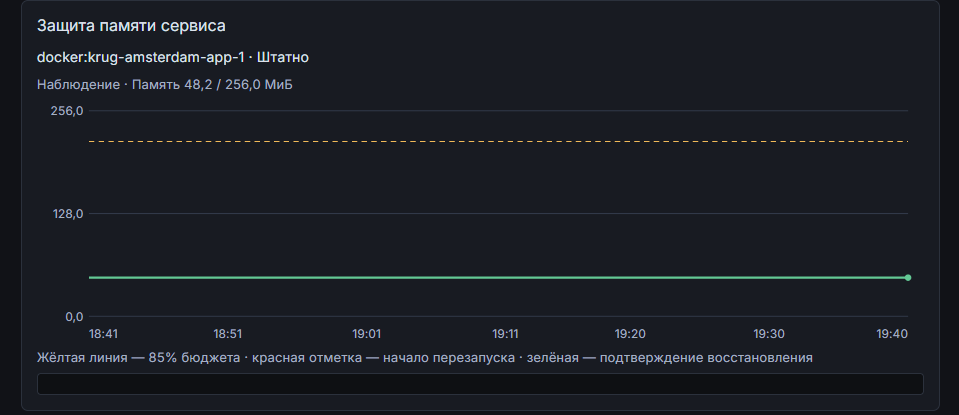 Защита памяти сервиса
docker:krug-amsterdam-app-1 · Штатно
Наблюдение · Память 48,2 / 256,0 МиБ
256,0
128,0
0,0
18:41 18:51 19:01 19:11 19:20 19:30 19:40
Жёлтая линия — 85% бюджета · красная отметка — начало перезапуска · зелёная — подтверждение восстановления